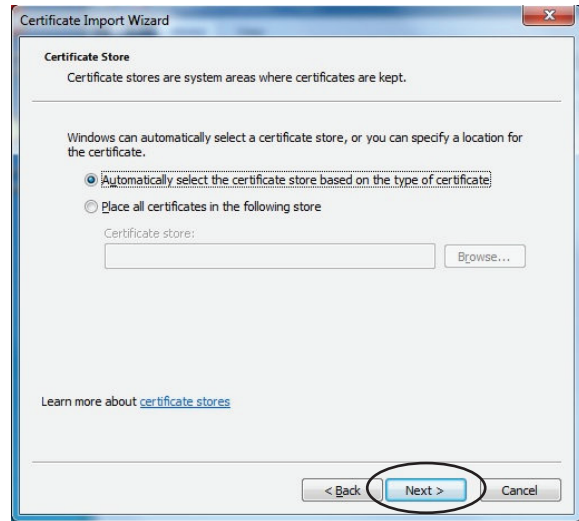 Certificate Import Wizard
Certificate Store
Certificate stores are system areas where certificates are kept.
Windows can automatically select a certificate store, or you can specify a location for
the certificate.
Automatically select the certificate store based on the type of certificate
Place all certificates in the following store
Certificate store:
Browse...
Learn more about certificate stores
< Back Next > Cancel